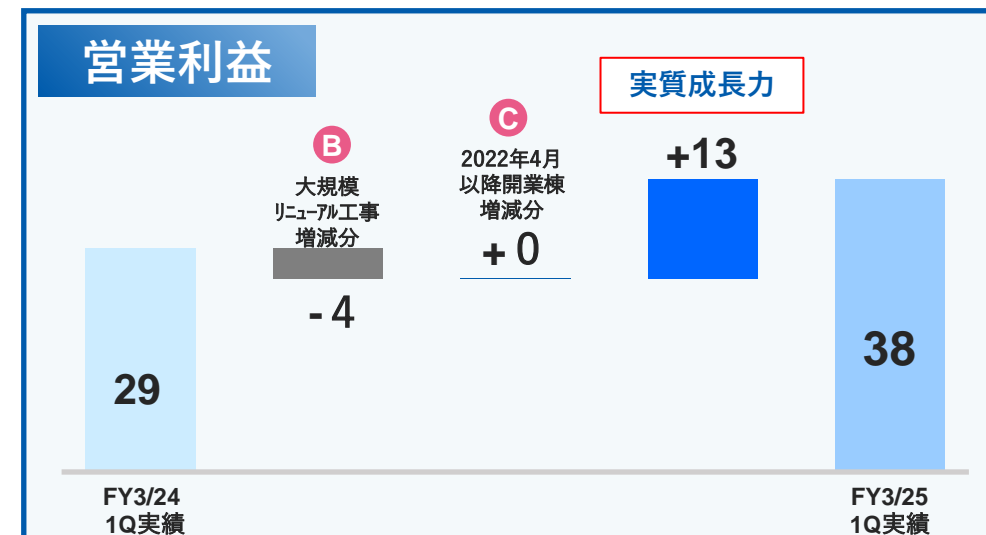 営業利益
実質成長力
B
大規模
ﾘﾆｭｰｱﾙ工事
増減分
-4
C
2022年4月
以降開業棟
増減分
+0
+13
29
38
FY3/24
1Q実績
FY3/25
1Q実績